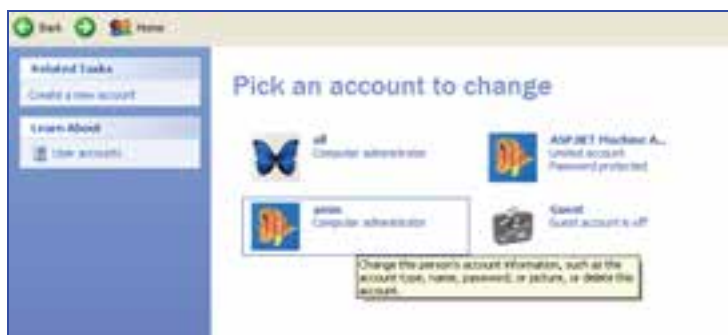 Back Home
Related Tasks
Create a new account
Learn About
User accounts
Pick an account to change
Computer administrator
ASP.NET Machine A...
Limited account
Password protected
Computer administrator
Guest
Guest account is off
Change this person's account information, such as the
account type, name, password, or picture, or delete this
account.